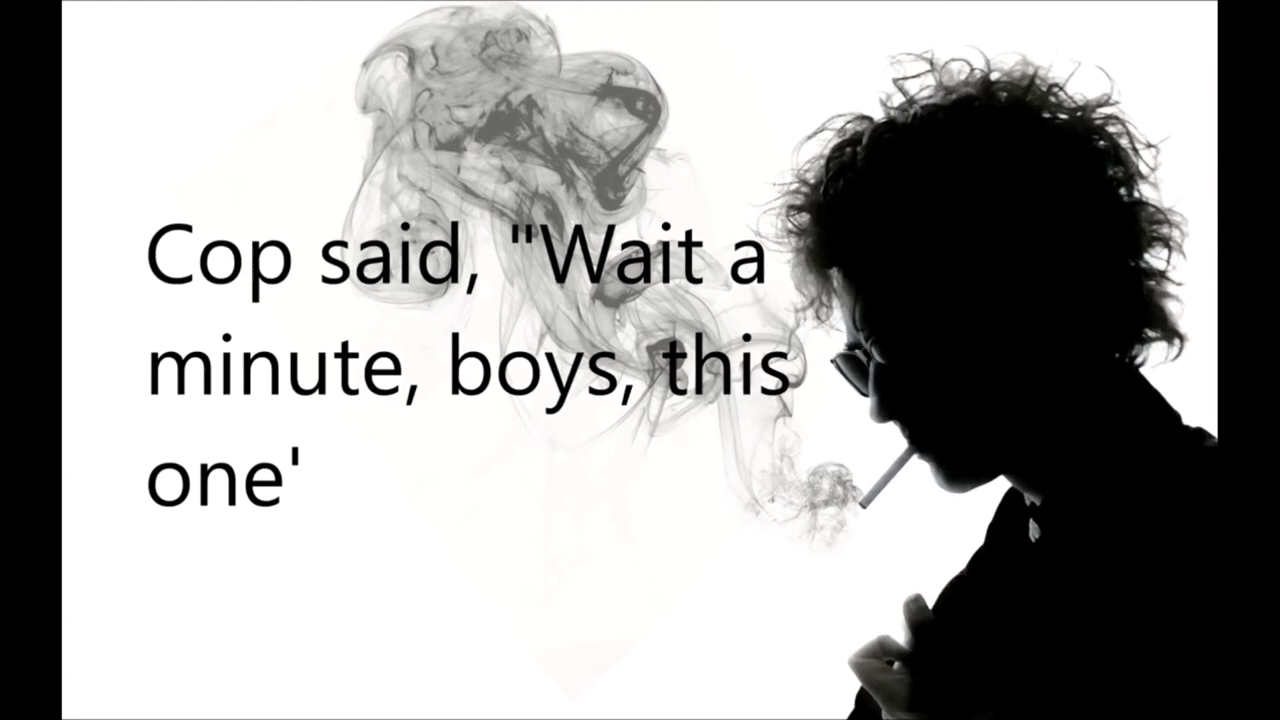 Cop said, "Wait a
minute, boys, this
one'